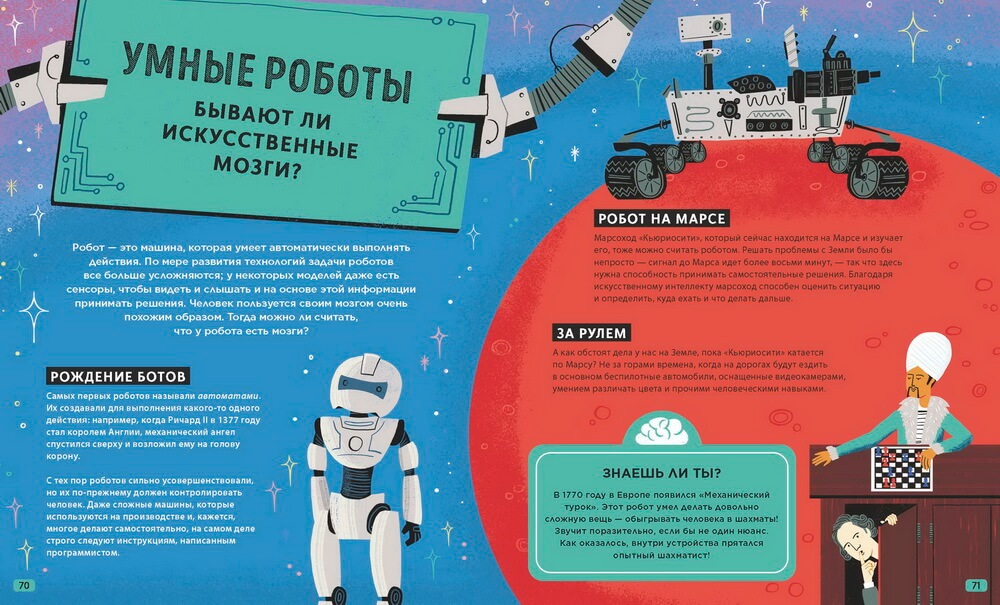 УМНЫЕ РОБОТЫ
БЫВАЮТ ЛИ
ИСКУССТВЕННЫЕ
МОЗГИ?
Робот — это машина, которая умеет автоматически выполнять
действия. По мере развития технологий задачи роботов
все больше усложняются; у некоторых моделей даже есть
сенсоры, чтобы видеть и слышать и на основе этой информации
принимать решения. Человек пользуется своим мозгом очень
похожим образом. Тогда можно ли считать,
что у робота есть мозги?
РОЖДЕНИЕ БОТОВ
Самых первых роботов называли автоматами.
Их создавали для выполнения какого-то одного
действия: например, когда Ричард II в 1377 году
стал королем Англии, механический ангел
спустился сверху и возложил ему на голову
корону.
С тех пор роботов сильно усовершенствовали,
но их по-прежнему должен контролировать
человек. Даже сложные машины, которые
используются на производстве и, кажется,
многое делают самостоятельно, на самом деле
строго следуют инструкциям, написанным
программистом.
70
РОБОТ НА МАРСЕ
Марсоход «Кьюриосити», который сейчас находится на Марсе и изучает
его, тоже можно считать роботом. Решать проблемы с Земли было бы
непросто — сигнал до Марса идет более восьми минут, — так что здесь
нужна способность принимать самостоятельные решения. Благодаря
искусственному интеллекту марсоход способен оценить ситуацию
и определить, куда ехать и что делать дальше.
ЗА РУЛЕМ
А как обстоят дела у нас на Земле, пока «Кьюриосити» катается
по Марсу? Не за горами времена, когда на дорогах будут ездить
в основном беспилотные автомобили, оснащенные видеокамерами,
умением различать цвета и прочими человеческими навыками.
ЗНАЕШЬ ЛИ ТЫ?
В 1770 году в Европе появился «Механический
турок». Этот робот умел делать довольно
сложную вещь — обыгрывать человека в шахматы!
Звучит поразительно, если бы не один нюанс.
Как оказалось, внутри устройства прятался
опытный шахматист!
71